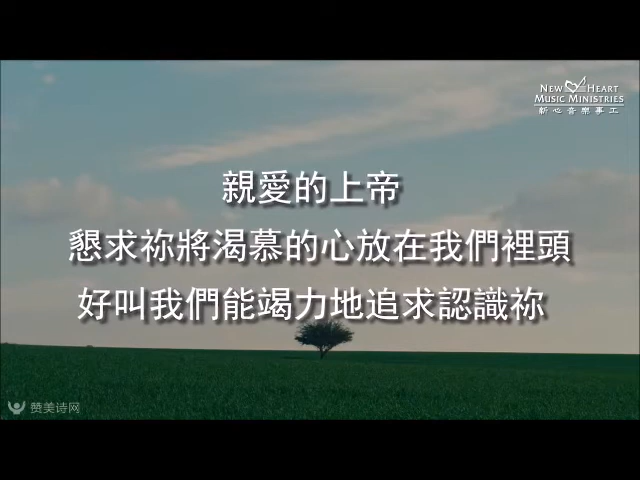 NEW HEART
MUSIC MINISTRIES
新心音樂事工
親愛的上帝
懇求祢將渴慕的心放在我們裡頭
好叫我們能竭力地追求認識祢
赞美诗网